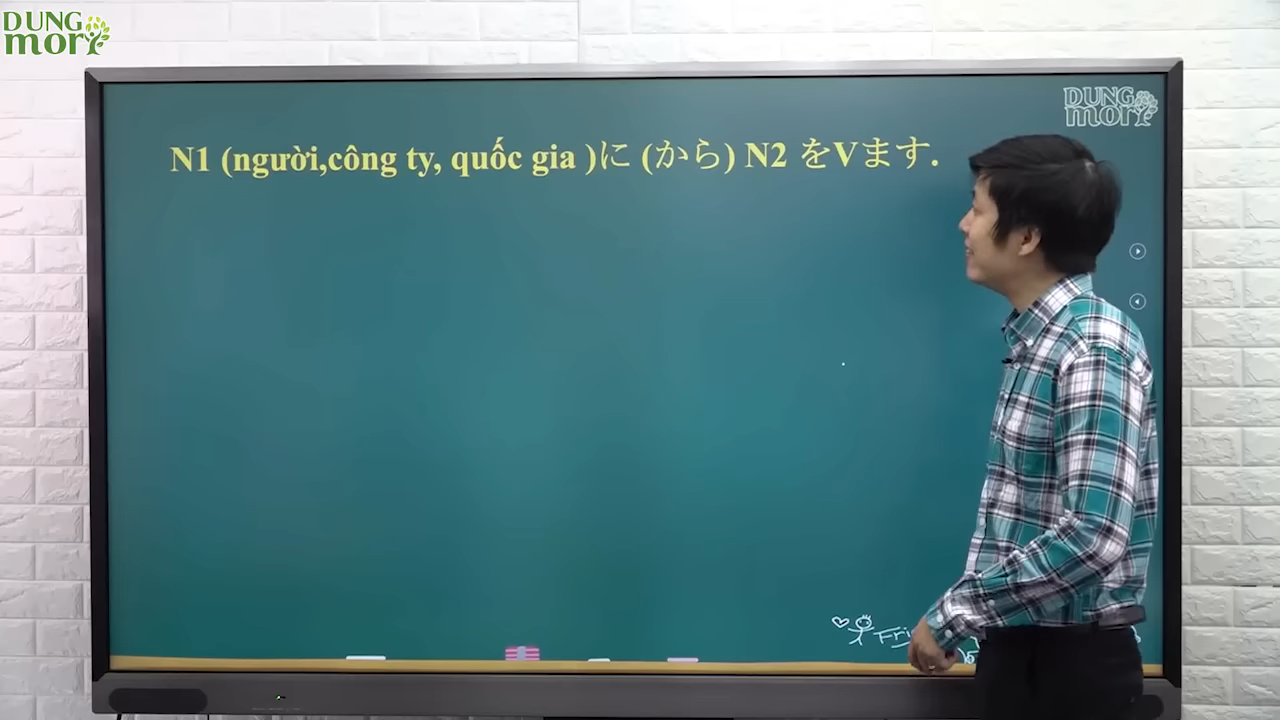 DUNG
mori
DUNG
mori
N1 (người,công ty, quốc gia )に (から) N2 をVます.